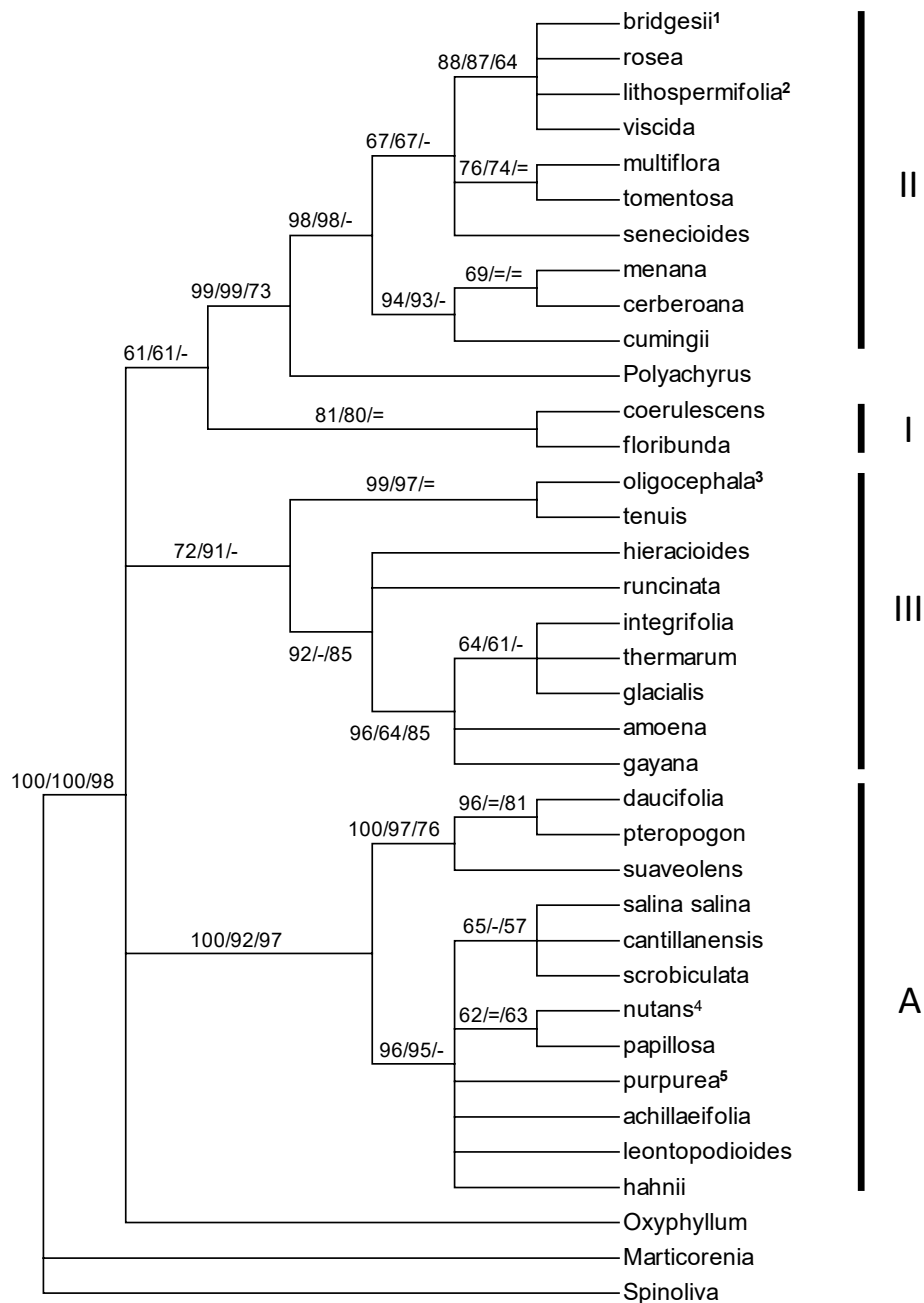 bridgesii¹
88/87/64
rosea
lithospermifolia²
viscida
67/67/-
multiflora
76/74/=
tomentosa
II
98/98/-
senecioides
menana
69/=/=
99/99/73
94/93/-
cerberoana
cumingii
61/61/-
Polyachyrus
coerulescens
81/80/=
I
floribunda
oligocephala³
99/97/=
tenuis
72/91/-
hieracioides
runcinata
III
integrifolia
64/61/-
92/-/85
thermarum
glacialis
96/64/85
amoena
gayana
100/100/98
daucifolia
96/=/81
100/97/76
pteropogon
suaveolens
salina salina
65/-/57
100/92/97
cantillanensis
scrobiculata
A
nutans⁴
62/=/63
papillosa
96/95/-
purpurea⁵
achillaeifolia
leontopodioides
hahnii
Oxyphyllum
Marticorenia
Spinoliva